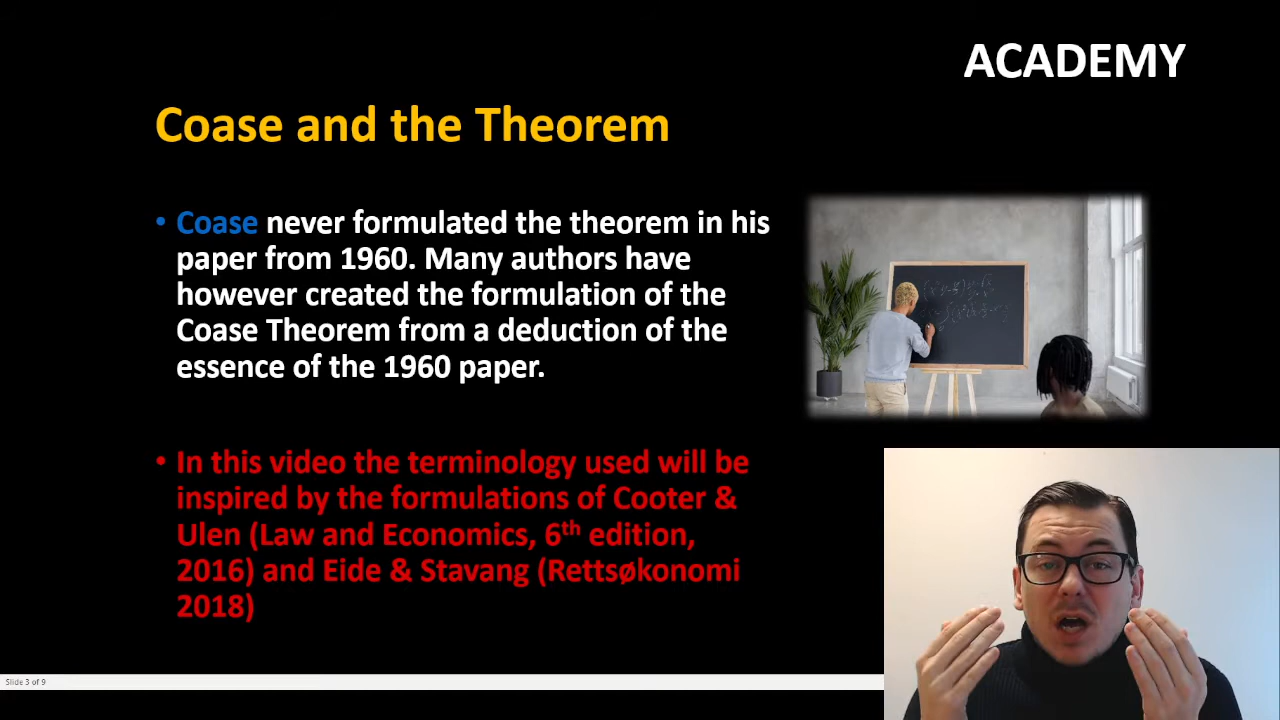 ACADEMY
Coase and the Theorem
• Coase never formulated the theorem in his
paper from 1960. Many authors have
however created the formulation of the
Coase Theorem from a deduction of the
essence of the 1960 paper.
• In this video the terminology used will be
inspired by the formulations of Cooter &
Ulen (Law and Economics, 6th edition,
2016) and Eide & Stavang (Rettsøkonomi
2018)
Slide 3 of 9